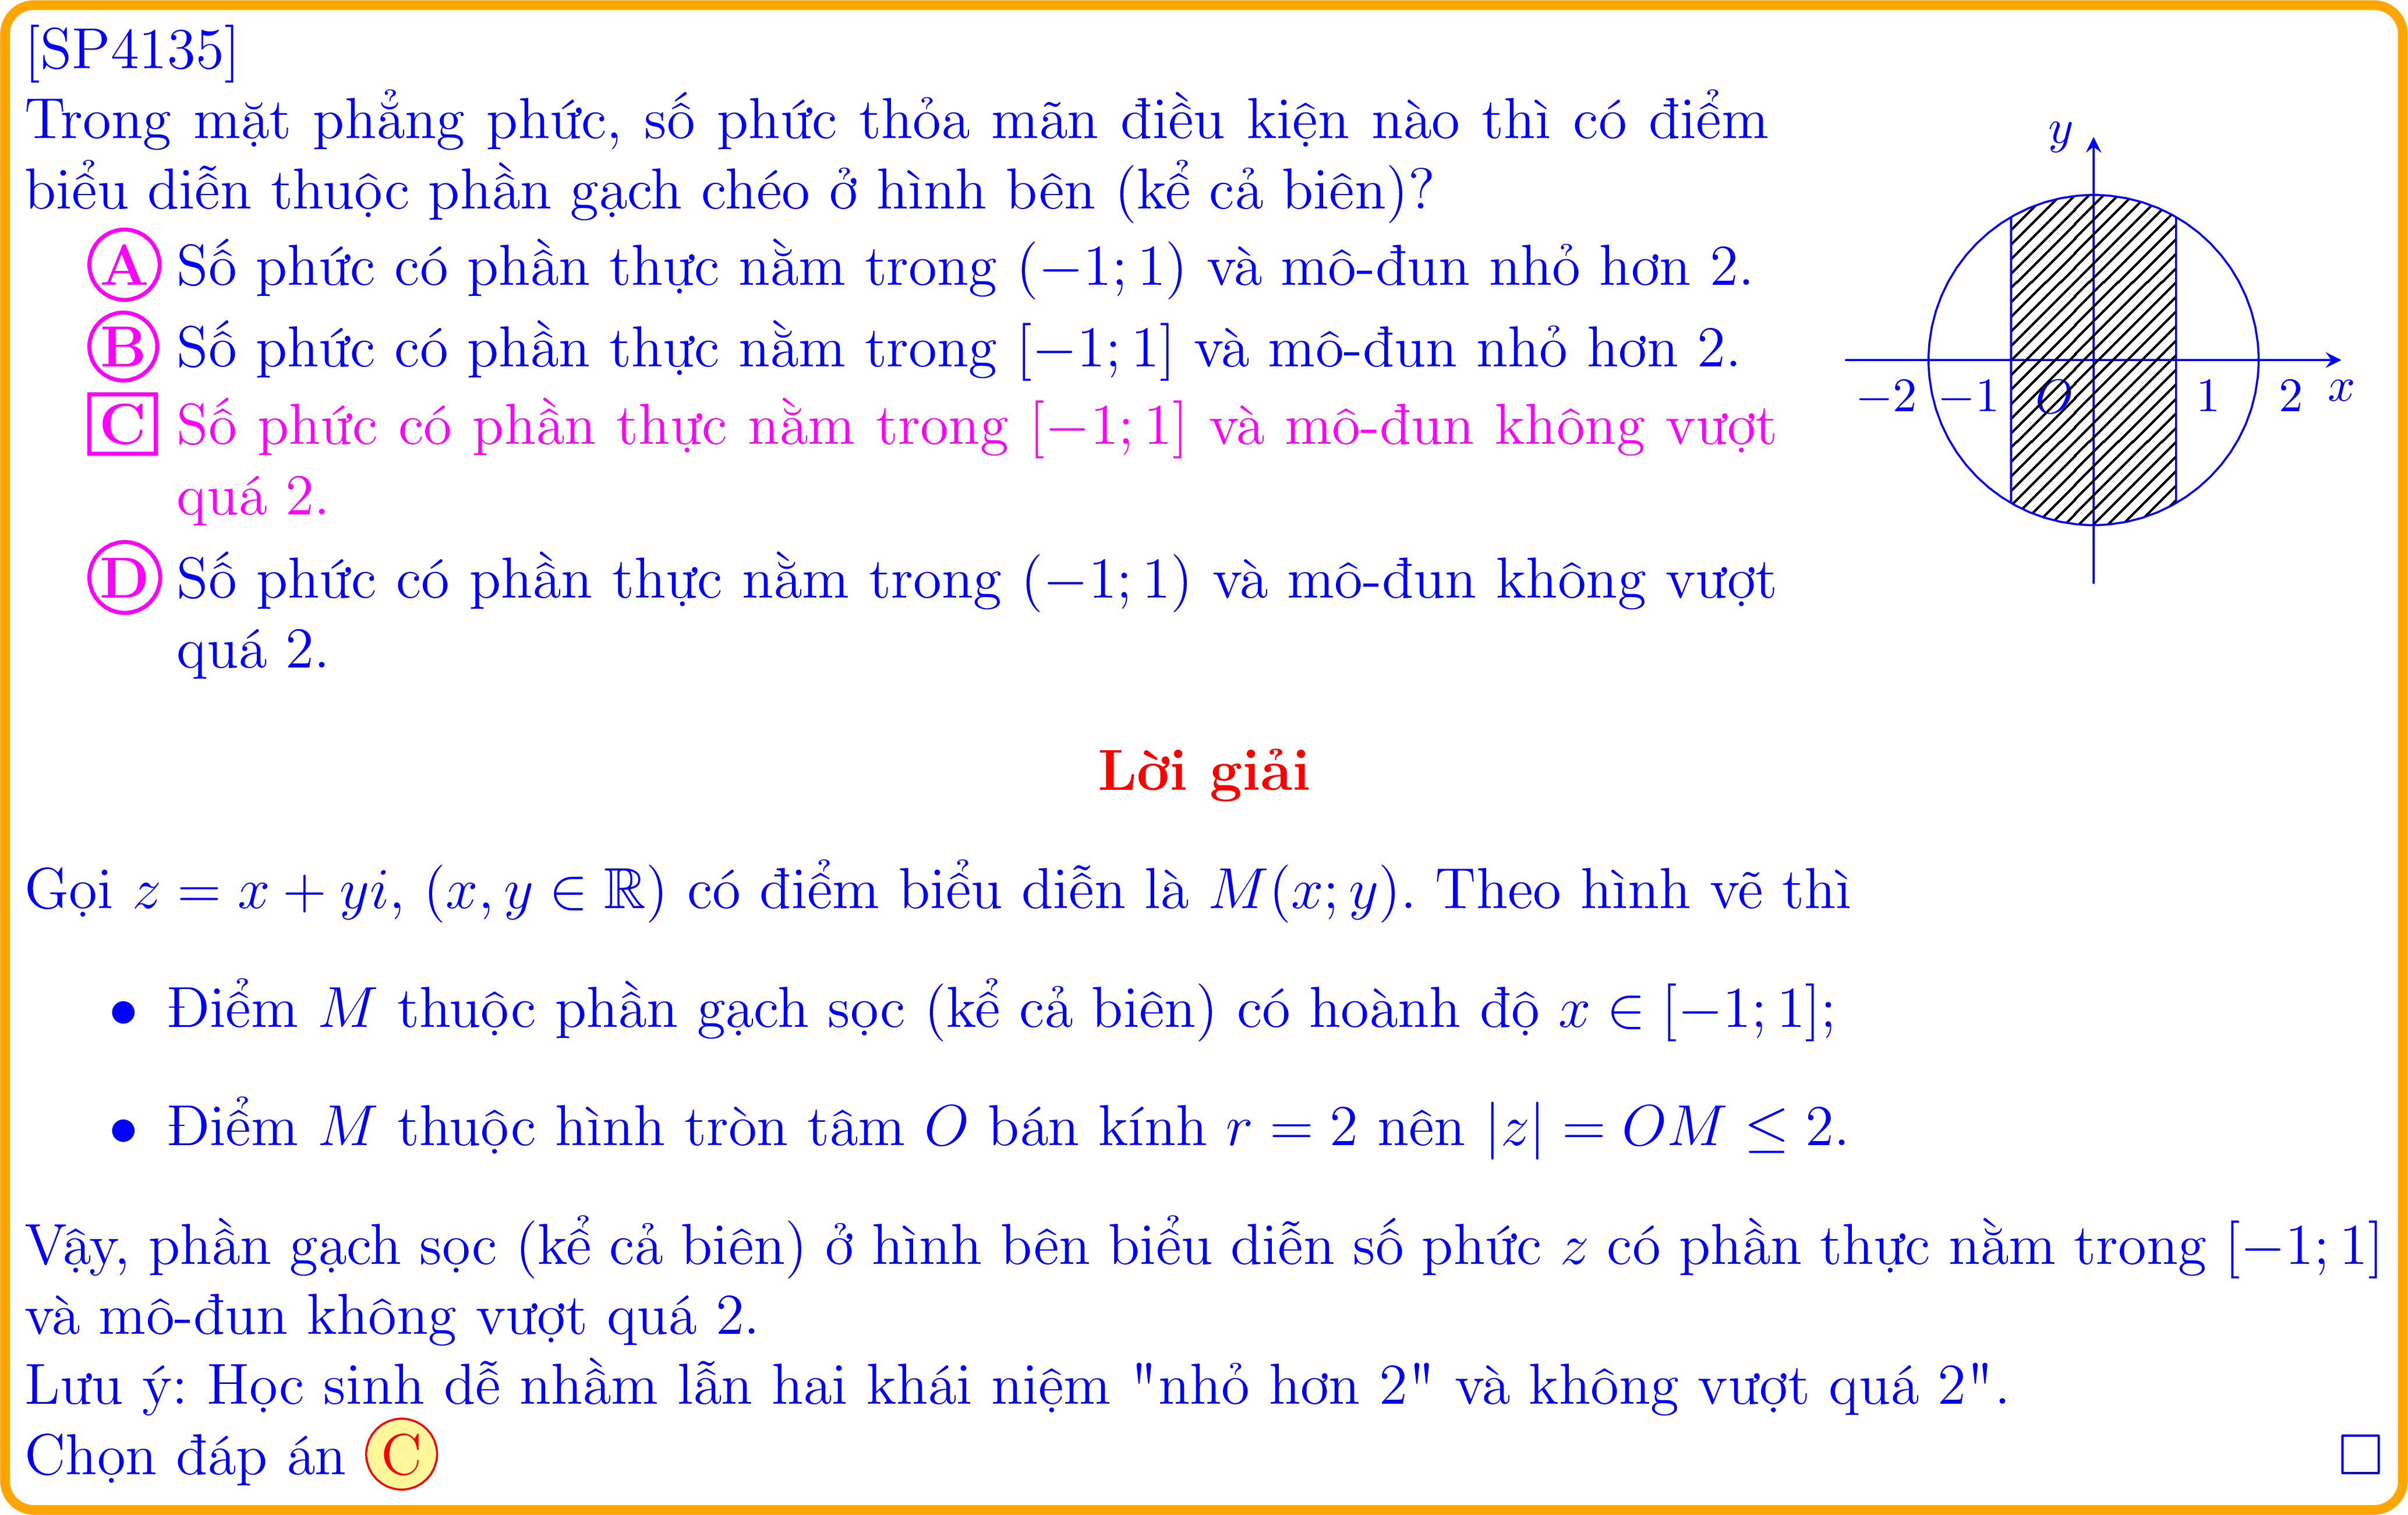 [SP4135]
Trong mặt phẳng phức, số phức thỏa mãn điều kiện nào thì có điểm
biểu diễn thuộc phần gạch chéo ở hình bên (kể cả biên)?
A Số phức có phần thực nằm trong (−1; 1) và mô-đun nhỏ hơn 2.
B Số phức có phần thực nằm trong [−1; 1] và mô-đun nhỏ hơn 2.
C Số phức có phần thực nằm trong [−1; 1] và mô-đun không vượt
quá 2.
D Số phức có phần thực nằm trong (−1; 1) và mô-đun không vượt
quá 2.
y
−2 −1 O 1 2 x
Lời giải
Gọi z = x + yi, (x, y ∈ ℝ) có điểm biểu diễn là M(x; y). Theo hình vẽ thì
• Điểm M thuộc phần gạch sọc (kể cả biên) có hoành độ x ∈ [−1; 1];
• Điểm M thuộc hình tròn tâm O bán kính r = 2 nên |z| = OM ≤ 2.
Vậy, phần gạch sọc (kể cả biên) ở hình bên biểu diễn số phức z có phần thực nằm trong [−1; 1]
và mô-đun không vượt quá 2.
Lưu ý: Học sinh dễ nhầm lẫn hai khái niệm "nhỏ hơn 2" và không vượt quá 2".
Chọn đáp án C □